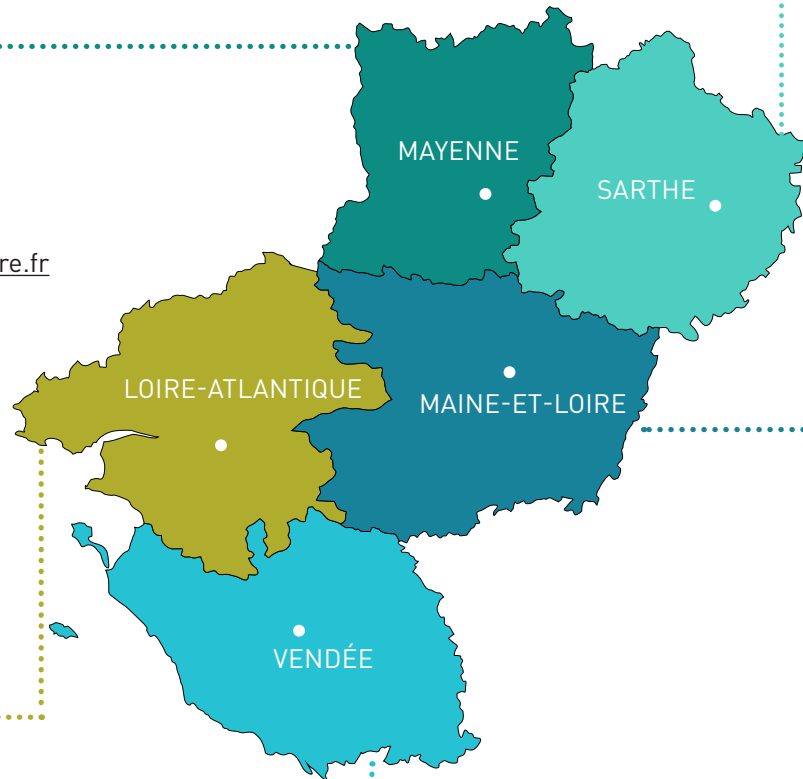 MAYENNE
SARTHE
re.fr
LOIRE-ATLANTIQUE
MAINE-ET-LOIRE
VENDÉE